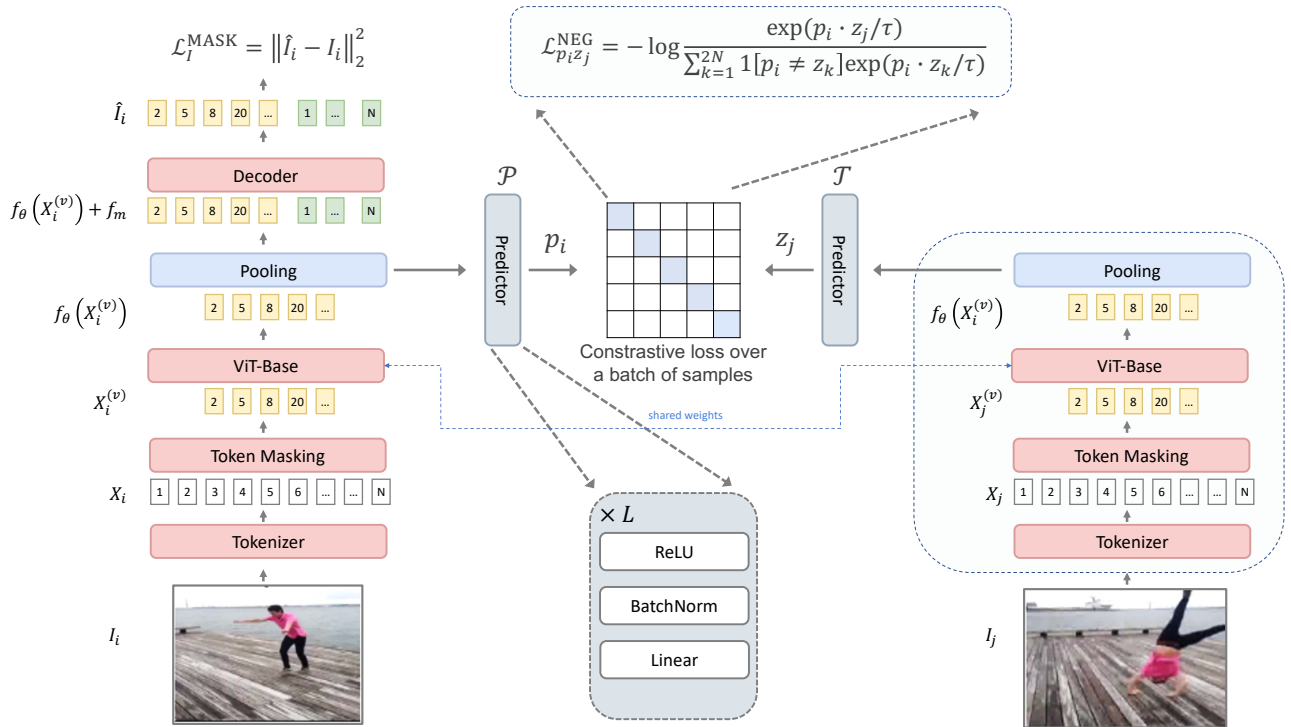 ℒ_I^MASK = ‖Î_i − I_i‖_2^2
ℒ_{p_i z_j}^NEG = − log exp(p_i · z_j/τ) / ∑_{k=1}^{2N} 1[p_i ≠ z_k]exp(p_i · z_k/τ)
Î_i 2 5 8 20 ... 1 ... N
Decoder
f_θ(X_i^(v)) + f_m 2 5 8 20 ... 1 ... N
Pooling
f_θ(X_i^(v)) 2 5 8 20 ...
ViT-Base
X_i^(v) 2 5 8 20 ...
Token Masking
X_i 1 2 3 4 5 6 ... ... N
Tokenizer
I_i
𝒫
Predictor
p_i
Constrastive loss over
a batch of samples
z_j
𝒯
Predictor
shared weights
× L
ReLU
BatchNorm
Linear
Pooling
f_θ(X_i^(v)) 2 5 8 20 ...
ViT-Base
X_j^(v) 2 5 8 20 ...
Token Masking
X_j 1 2 3 4 5 6 ... ... N
Tokenizer
I_j